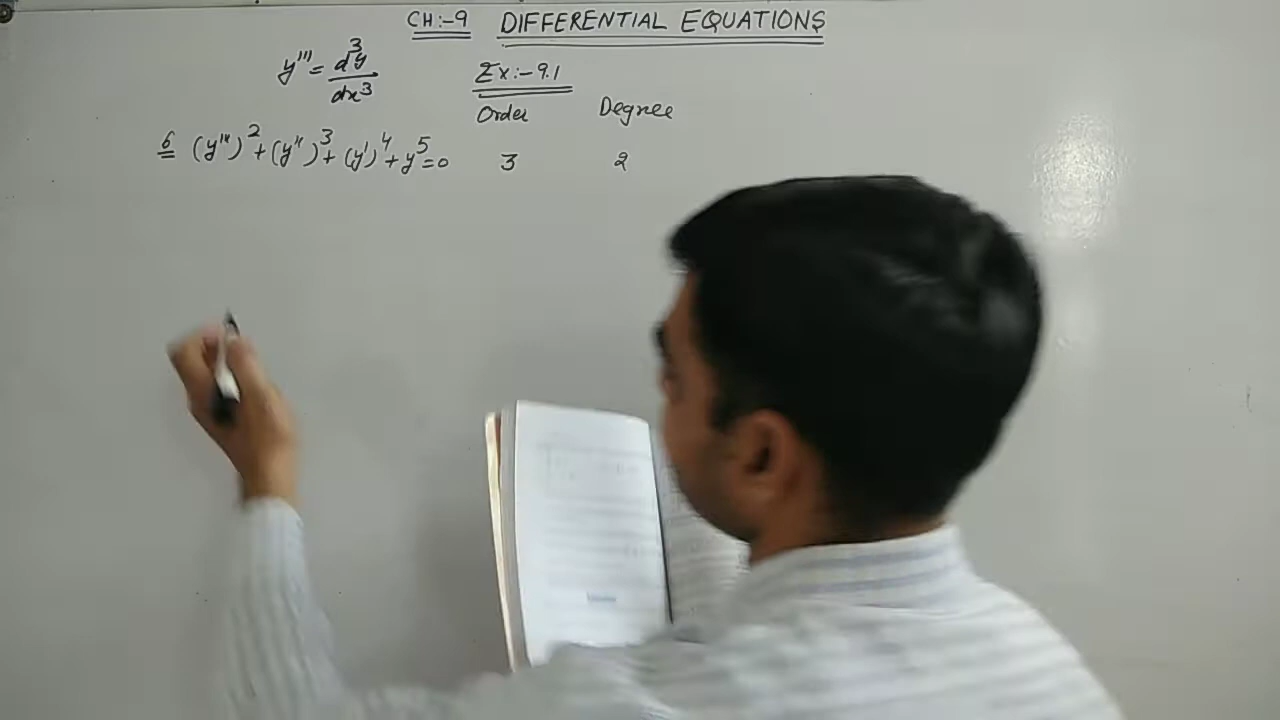 CH:-9 DIFFERENTIAL EQUATIONS
y''' = d³y/dx³
Ex:-9.1
Order Degree
6 (y''')² + (y'')³ + (y')⁴ + y⁵ = 0 3 2